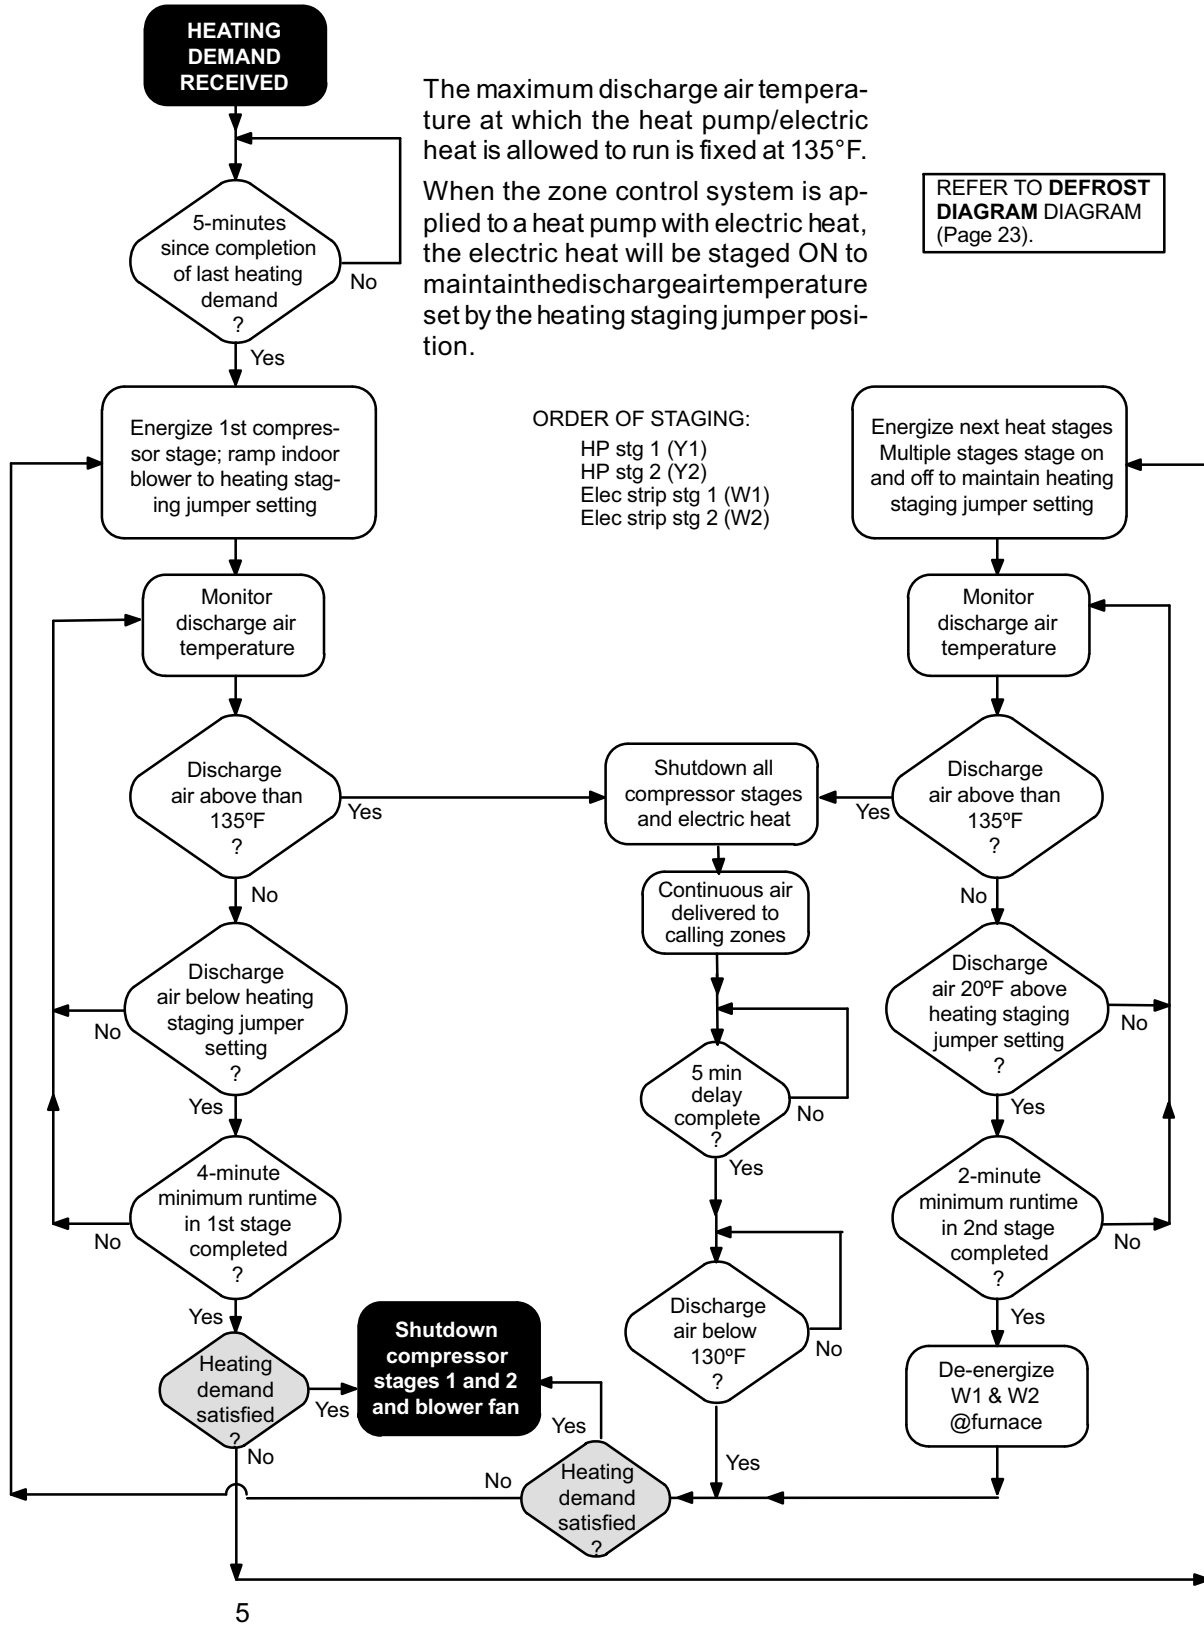 HEATING
DEMAND
RECEIVED
The maximum discharge air tempera-
ture at which the heat pump/electric
heat is allowed to run is fixed at 135°F.
When the zone control system is ap-
plied to a heat pump with electric heat,
the electric heat will be staged ON to
maintainthedischargeairtemperature
set by the heating staging jumper posi-
tion.
REFER TO DEFROST
DIAGRAM DIAGRAM
(Page 23).
5-minutes
since completion
of last heating
demand
?
No
Yes
Energize 1st compres-
sor stage; ramp indoor
blower to heating stag-
ing jumper setting
ORDER OF STAGING:
HP stg 1 (Y1)
HP stg 2 (Y2)
Elec strip stg 1 (W1)
Elec strip stg 2 (W2)
Energize next heat stages
Multiple stages stage on
and off to maintain heating
staging jumper setting
Monitor
discharge air
temperature
Monitor
discharge air
temperature
Discharge
air above than
135ºF
?
Yes
No
Shutdown all
compressor stages
and electric heat
Discharge
air above than
135ºF
?
Yes
No
Continuous air
delivered to
calling zones
Discharge
air below heating
staging jumper
setting
?
No
Yes
Discharge
air 20ºF above
heating staging
jumper setting
?
No
Yes
5 min
delay
complete
?
No
Yes
4-minute
minimum runtime
in 1st stage
completed
?
No
Yes
2-minute
minimum runtime
in 2nd stage
completed
?
No
Yes
Discharge
air below
130ºF
?
No
Yes
Heating
demand
satisfied
?
Yes
No
Shutdown
compressor
stages 1 and 2
and blower fan
De-energize
W1 & W2
@furnace
Heating
demand
satisfied
?
Yes
No
5